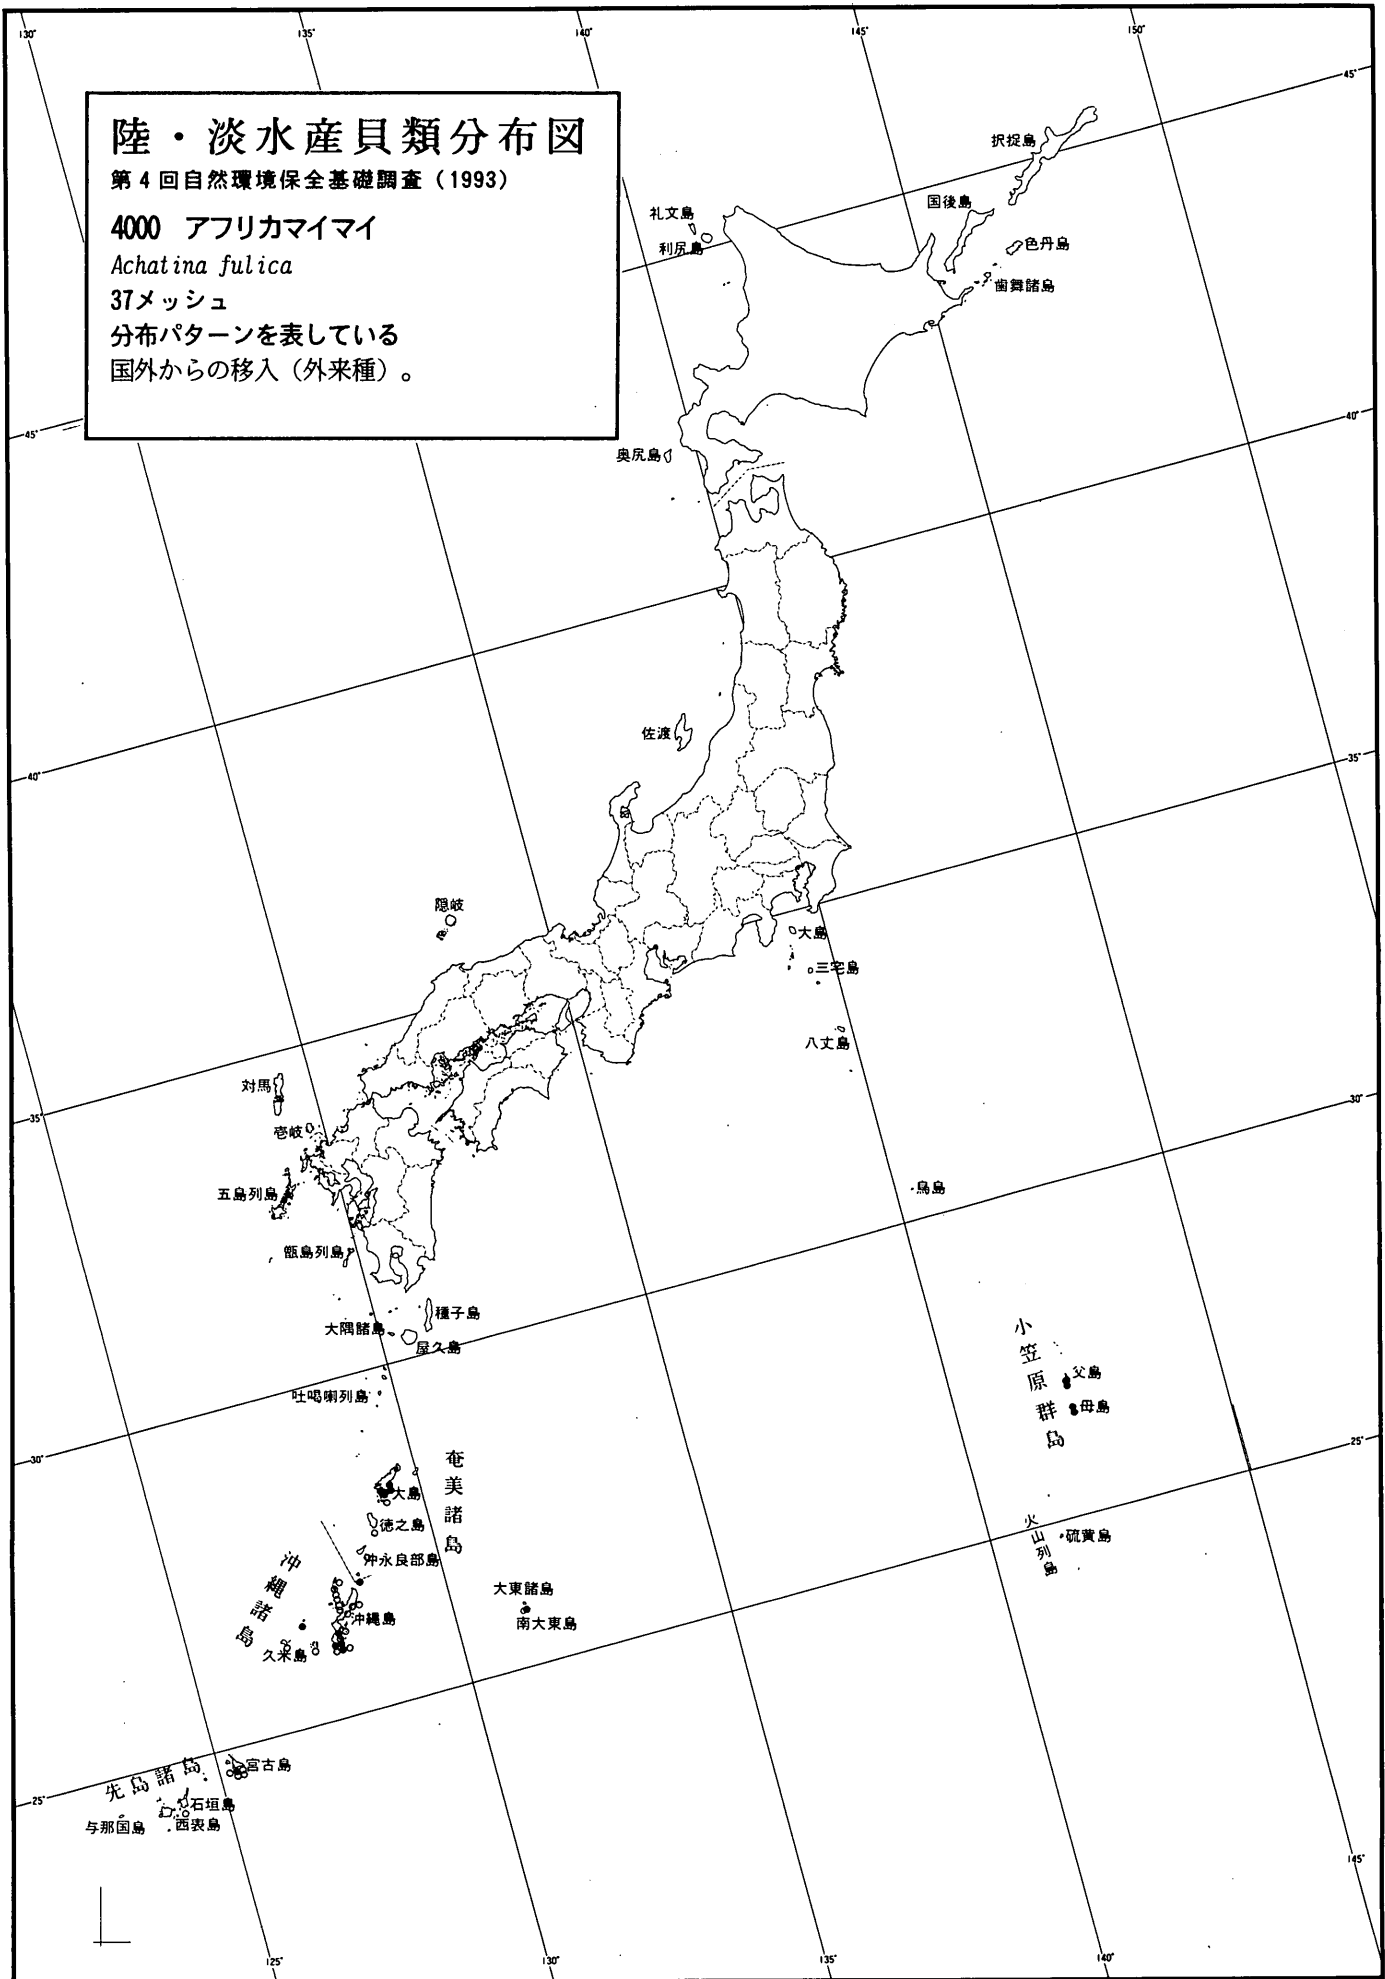 130°
135°
140°
145°
150°
45°
陸・淡水産貝類分布図
第4回自然環境保全基礎調査（1993）
4000 アフリカマイマイ
Achatina fulica
37メッシュ
分布パターンを表している
国外からの移入（外来種）。
択捉島
国後島
色丹島
歯舞諸島
礼文島
利尻島
45°
40°
奥尻島
佐渡
35°
40°
隠岐
大島
三宅島
八丈島
対馬
壱岐
35°
30°
五島列島
鳥島
甑島列島
種子島
大隅諸島
屋久島
吐喝喇列島
小笠原群島
父島
母島
25°
30°
奄美諸島
大島
徳之島
沖永良部島
火山列島
硫黄島
沖縄諸島
沖縄島
久米島
大東諸島
南大東島
先島諸島
宮古島
石垣島
西表島
与那国島
25°
145°
125°
130°
135°
140°